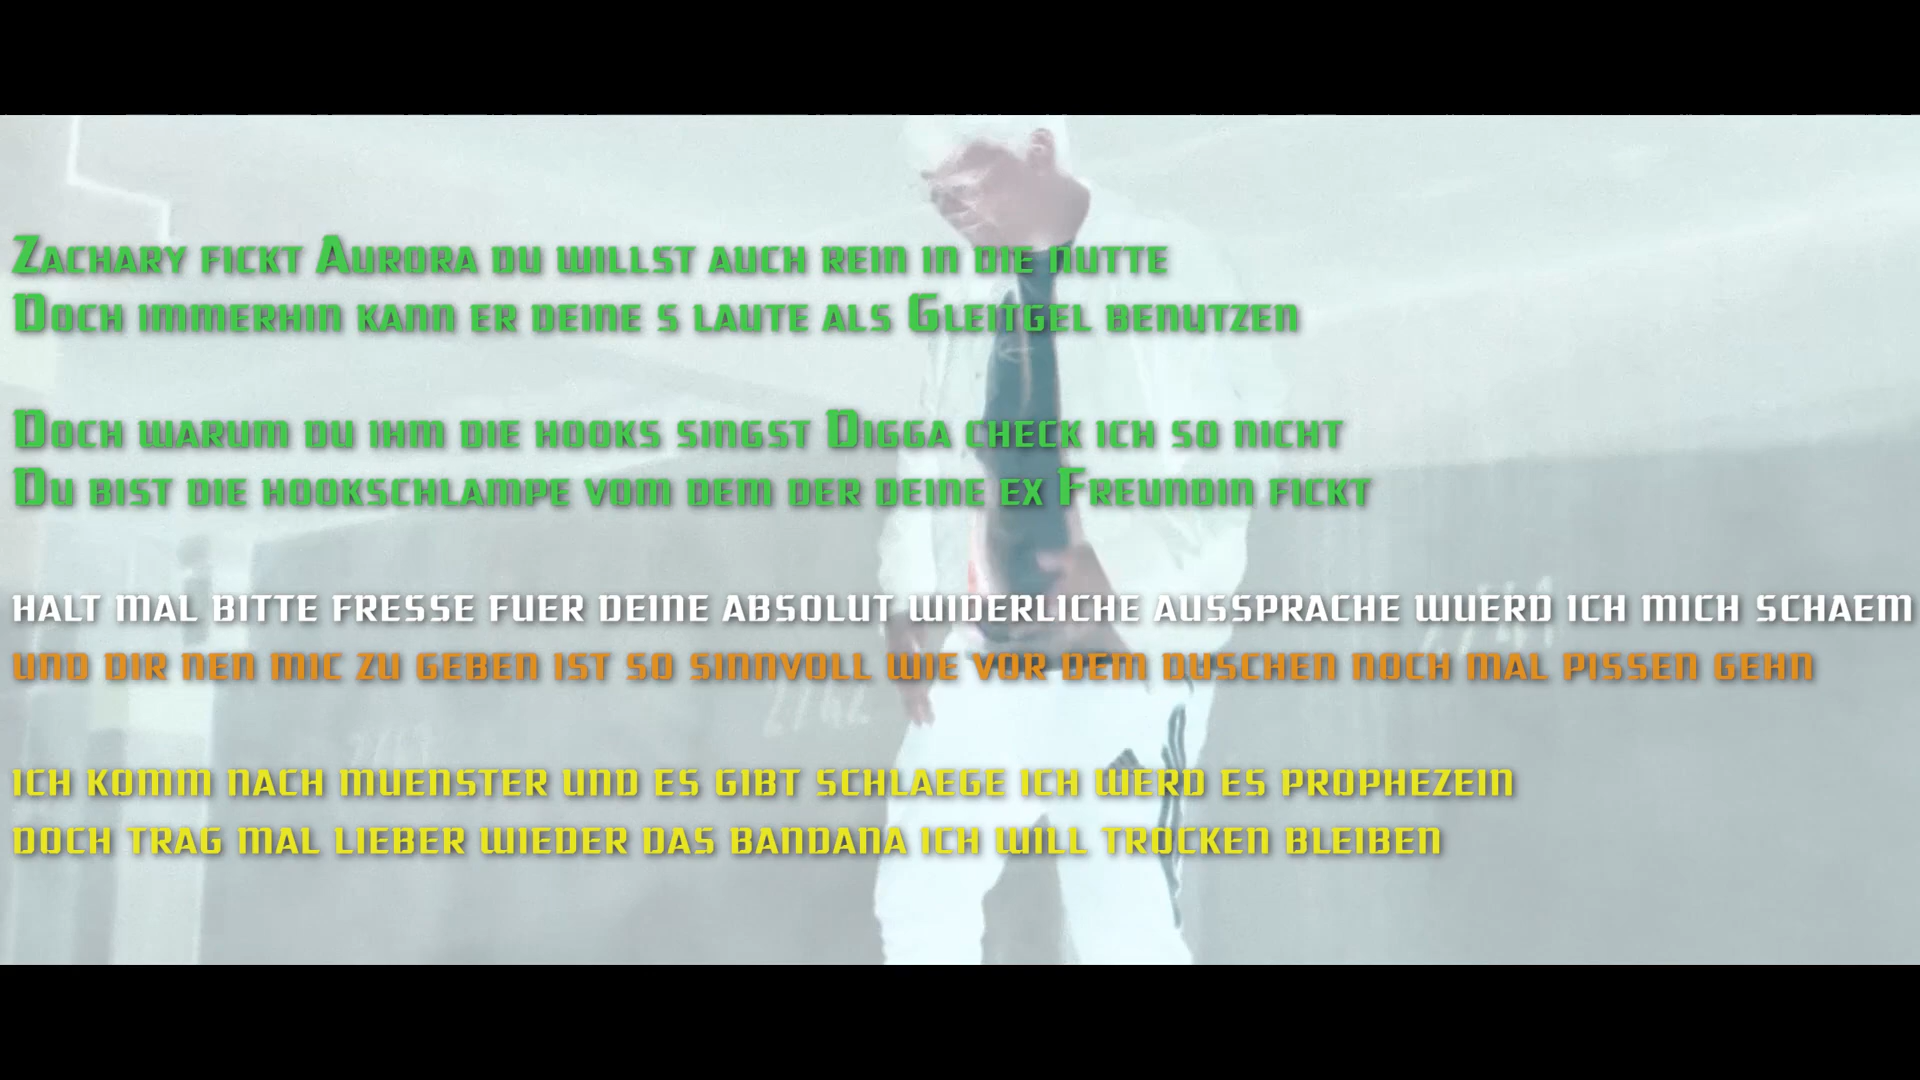 Zachary fickt Aurora du willst auch rein in die nutte
Doch immerhin kann er deine s laute als Gleitgel benutzen
Doch warum du ihm die hooks singst Digga check ich so nicht
Du bist die hookschlampe vom dem der deine ex Freundin fickt
halt mal bitte fresse fuer deine absolut widerliche aussprache wuerd ich mich schaem
und dir nen mic zu geben ist so sinnvoll wie vor dem duschen noch mal pissen gehn
ich komm nach muenster und es gibt schlaege ich werd es prophezein
doch trag mal lieber wieder das bandana ich will trocken bleiben